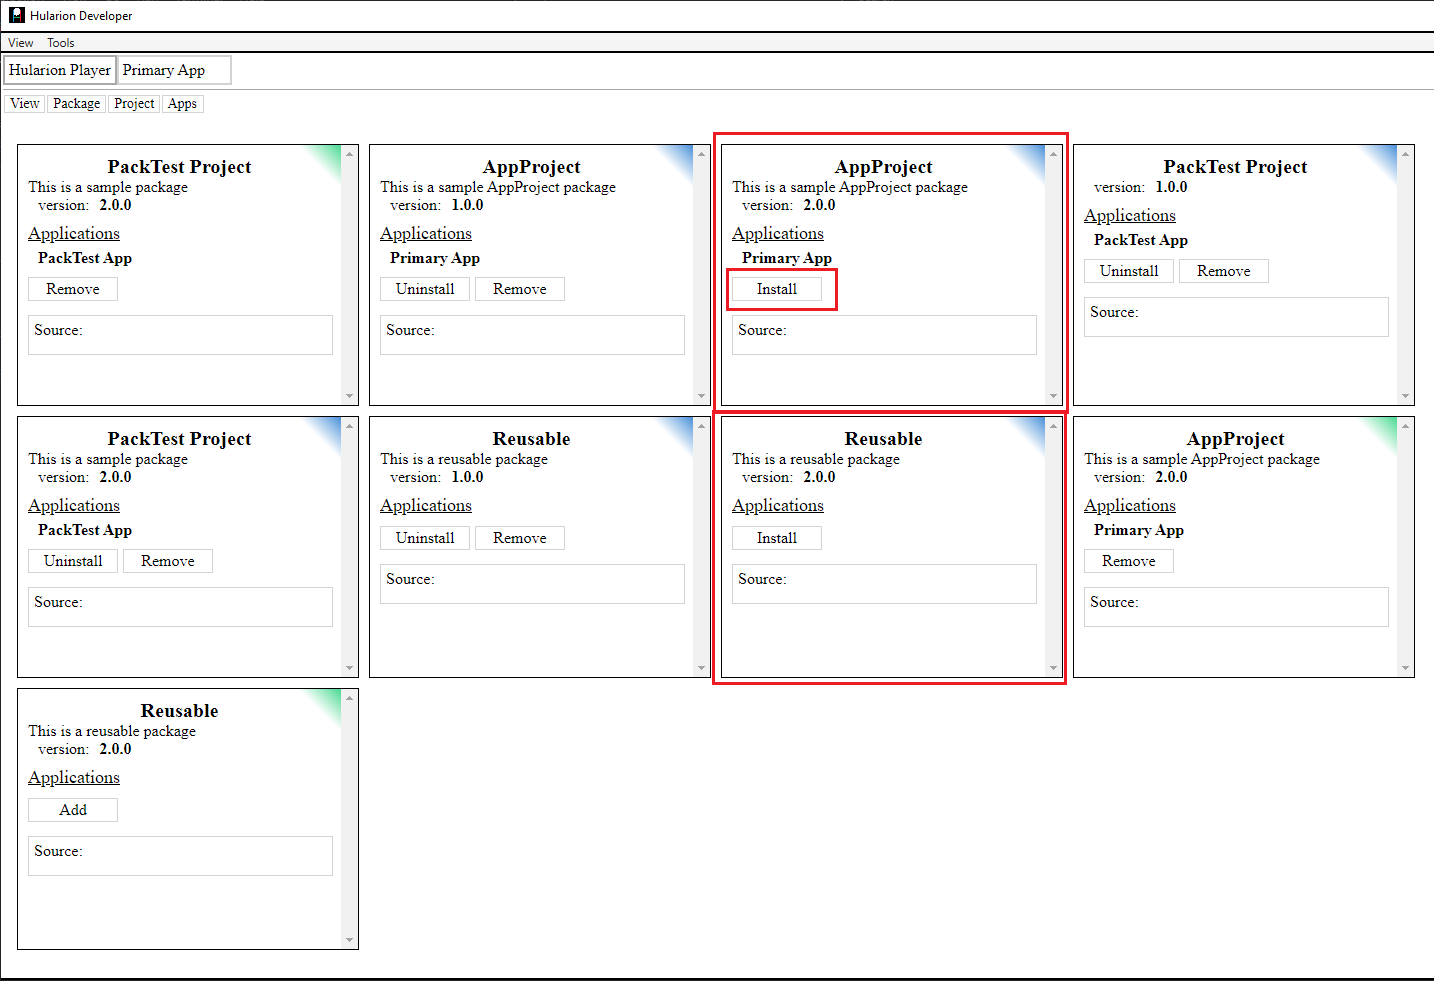 Hularion Developer
View Tools
Hularion Player Primary App
View Package Project Apps
PackTest Project
This is a sample package
version: 2.0.0
Applications
PackTest App
Remove
Source:
AppProject
This is a sample AppProject package
version: 1.0.0
Applications
Primary App
Uninstall Remove
Source:
AppProject
This is a sample AppProject package
version: 2.0.0
Applications
Primary App
Install
Source:
PackTest Project
version: 1.0.0
Applications
PackTest App
Uninstall Remove
Source:
PackTest Project
This is a sample package
version: 2.0.0
Applications
PackTest App
Uninstall Remove
Source:
Reusable
This is a reusable package
version: 1.0.0
Applications
Uninstall Remove
Source:
Reusable
This is a reusable package
version: 2.0.0
Applications
Install
Source:
AppProject
This is a sample AppProject package
version: 2.0.0
Applications
Primary App
Remove
Source:
Reusable
This is a reusable package
version: 2.0.0
Applications
Add
Source: